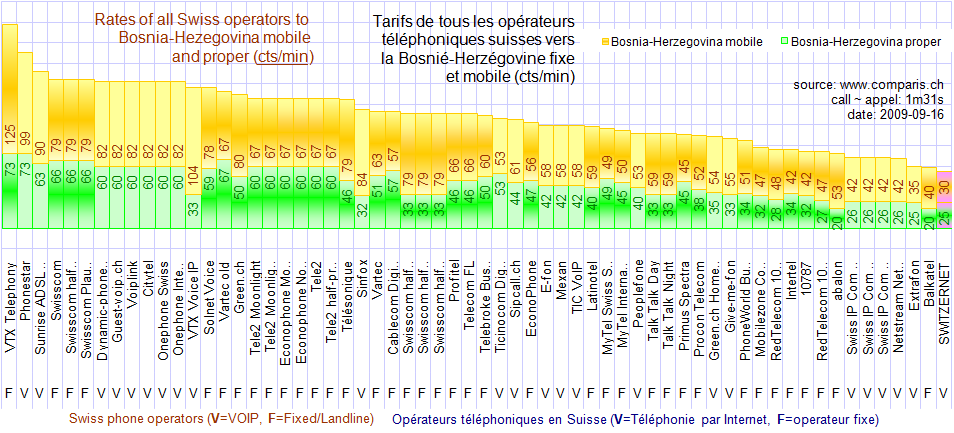 Rates of all Swiss operators to
Bosnia-Hezegovina mobile
and proper (cts/min)
Tarifs de tous les opérateurs
téléphoniques suisses vers
la Bosnié-Herzégovine fixe
et mobile (cts/min)
Bosnia-Herzegovina mobile
Bosnia-Herzegovina proper
source: www.comparis.ch
call ~ appel: 1m31s
date: 2009-09-16
125 99 90 79 79 79 82 82 82 82 82 82 104 78 67 80 67 67 67 67 67 67 79 84 63 57 79 79 79 66 66 60 53 61 56 58 58 58 59 49 50 53 59 59 45 52 54 55 51 47 48 42 42 47 53 42 42 42 42 35 40 30
73 73 63 66 66 66 60 60 60 60 60 60 33 59 67 50 60 60 60 60 60 60 46 32 51 57 33 33 33 46 46 50 53 44 47 42 42 42 40 49 45 40 33 33 45 38 35 33 34 32 28 34 32 27 20 26 26 26 26 25 20 25
VTX Telephony
Phonestar
Sunrise ADSL ...
Swisscom
Swisscom half...
Swisscom Plau...
Dynamic-phone...
Guest-voip.ch
Voiplink
Citytel
Onephone Swiss
Onephone Inte...
VTX Voice IP
Solnet Voice
Vartec old
Green.ch
Tele2 Moonlight
Tele2 Moonlig...
Econophone Mo...
Econophone No...
Tele2
Tele2 half-pr...
Télésonique
Sinfox
Vartec
Cablecom Digi...
Swisscom half...
Swisscom half...
Swisscom half...
Profitel
Telecom FL
Telebroke Bus...
Ticinocom Dig...
Sipcall.ch
EconoPhone
E-fon
Mexan
TIC VoIP
Latinotel
MyTel Swiss S...
MyTel Interna...
Peoplefone
Talk Talk Day
Talk Talk Night
Primus Spectra
Procon Telecom
Green.ch Home...
Give-me-fon
PhoneWorld Bu...
Mobilezone Co...
RedTelecom 10...
Intelet
10787
RedTelecom 10...
abalon
Swiss IP Com ...
Swiss IP Com ...
Swiss IP Com ...
Netstream Net...
Extrafon
Balkatel
SWITZERNET
F V V F F F V V V V V V V F F F F F F F F F F V F F F F F F F F V V F V V V F F F V F F F F V V F F F F F F F V V V V F F V
Swiss phone operators (V=VOIP, F=Fixed/Landline)
Opérateurs téléphoniques en Suisse (V=Téléphonie par Internet, F=operateur fixe)